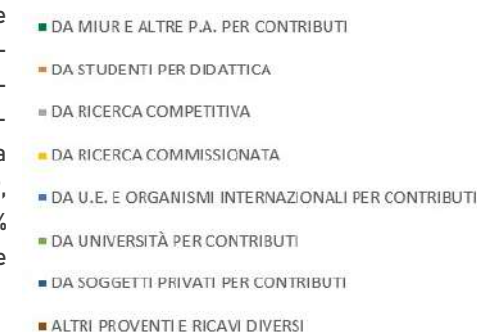 e
-
-
-
a
,
%
e
DA MIUR E ALTRE P.A. PER CONTRIBUTI
DA STUDENTI PER DIDATTICA
DA RICERCA COMPETITIVA
DA RICERCA COMMISSIONATA
DA U.E. E ORGANISMI INTERNAZIONALI PER CONTRIBUTI
DA UNIVERSITÀ PER CONTRIBUTI
DA SOGGETTI PRIVATI PER CONTRIBUTI
ALTRI PROVENTI E RICAVI DIVERSI